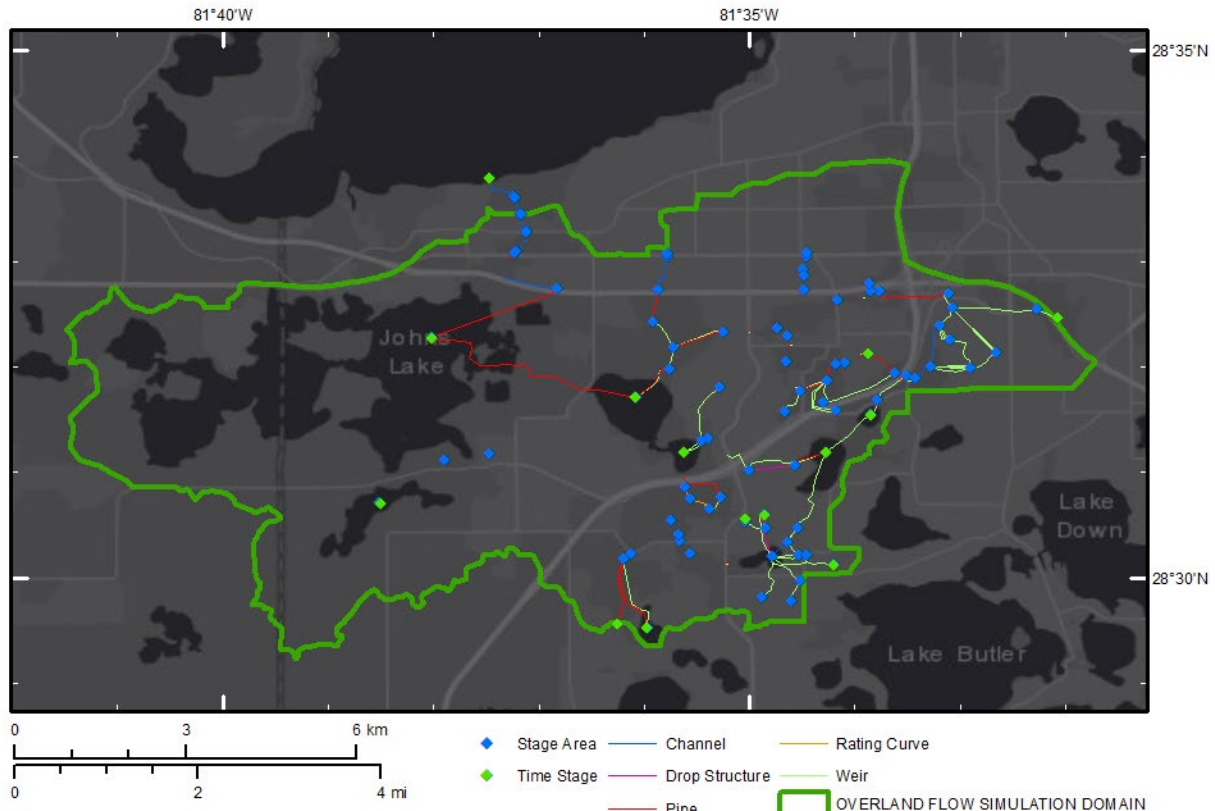 81°40'W 81°35'W
28°35'N
Johns
Lake
Lake
Down
28°30'N
Lake Butler
0 3 6 km
0 2 4 mi
Stage Area Channel Rating Curve
Time Stage Drop Structure Weir
Pipe OVERLAND FLOW SIMULATION DOMAIN